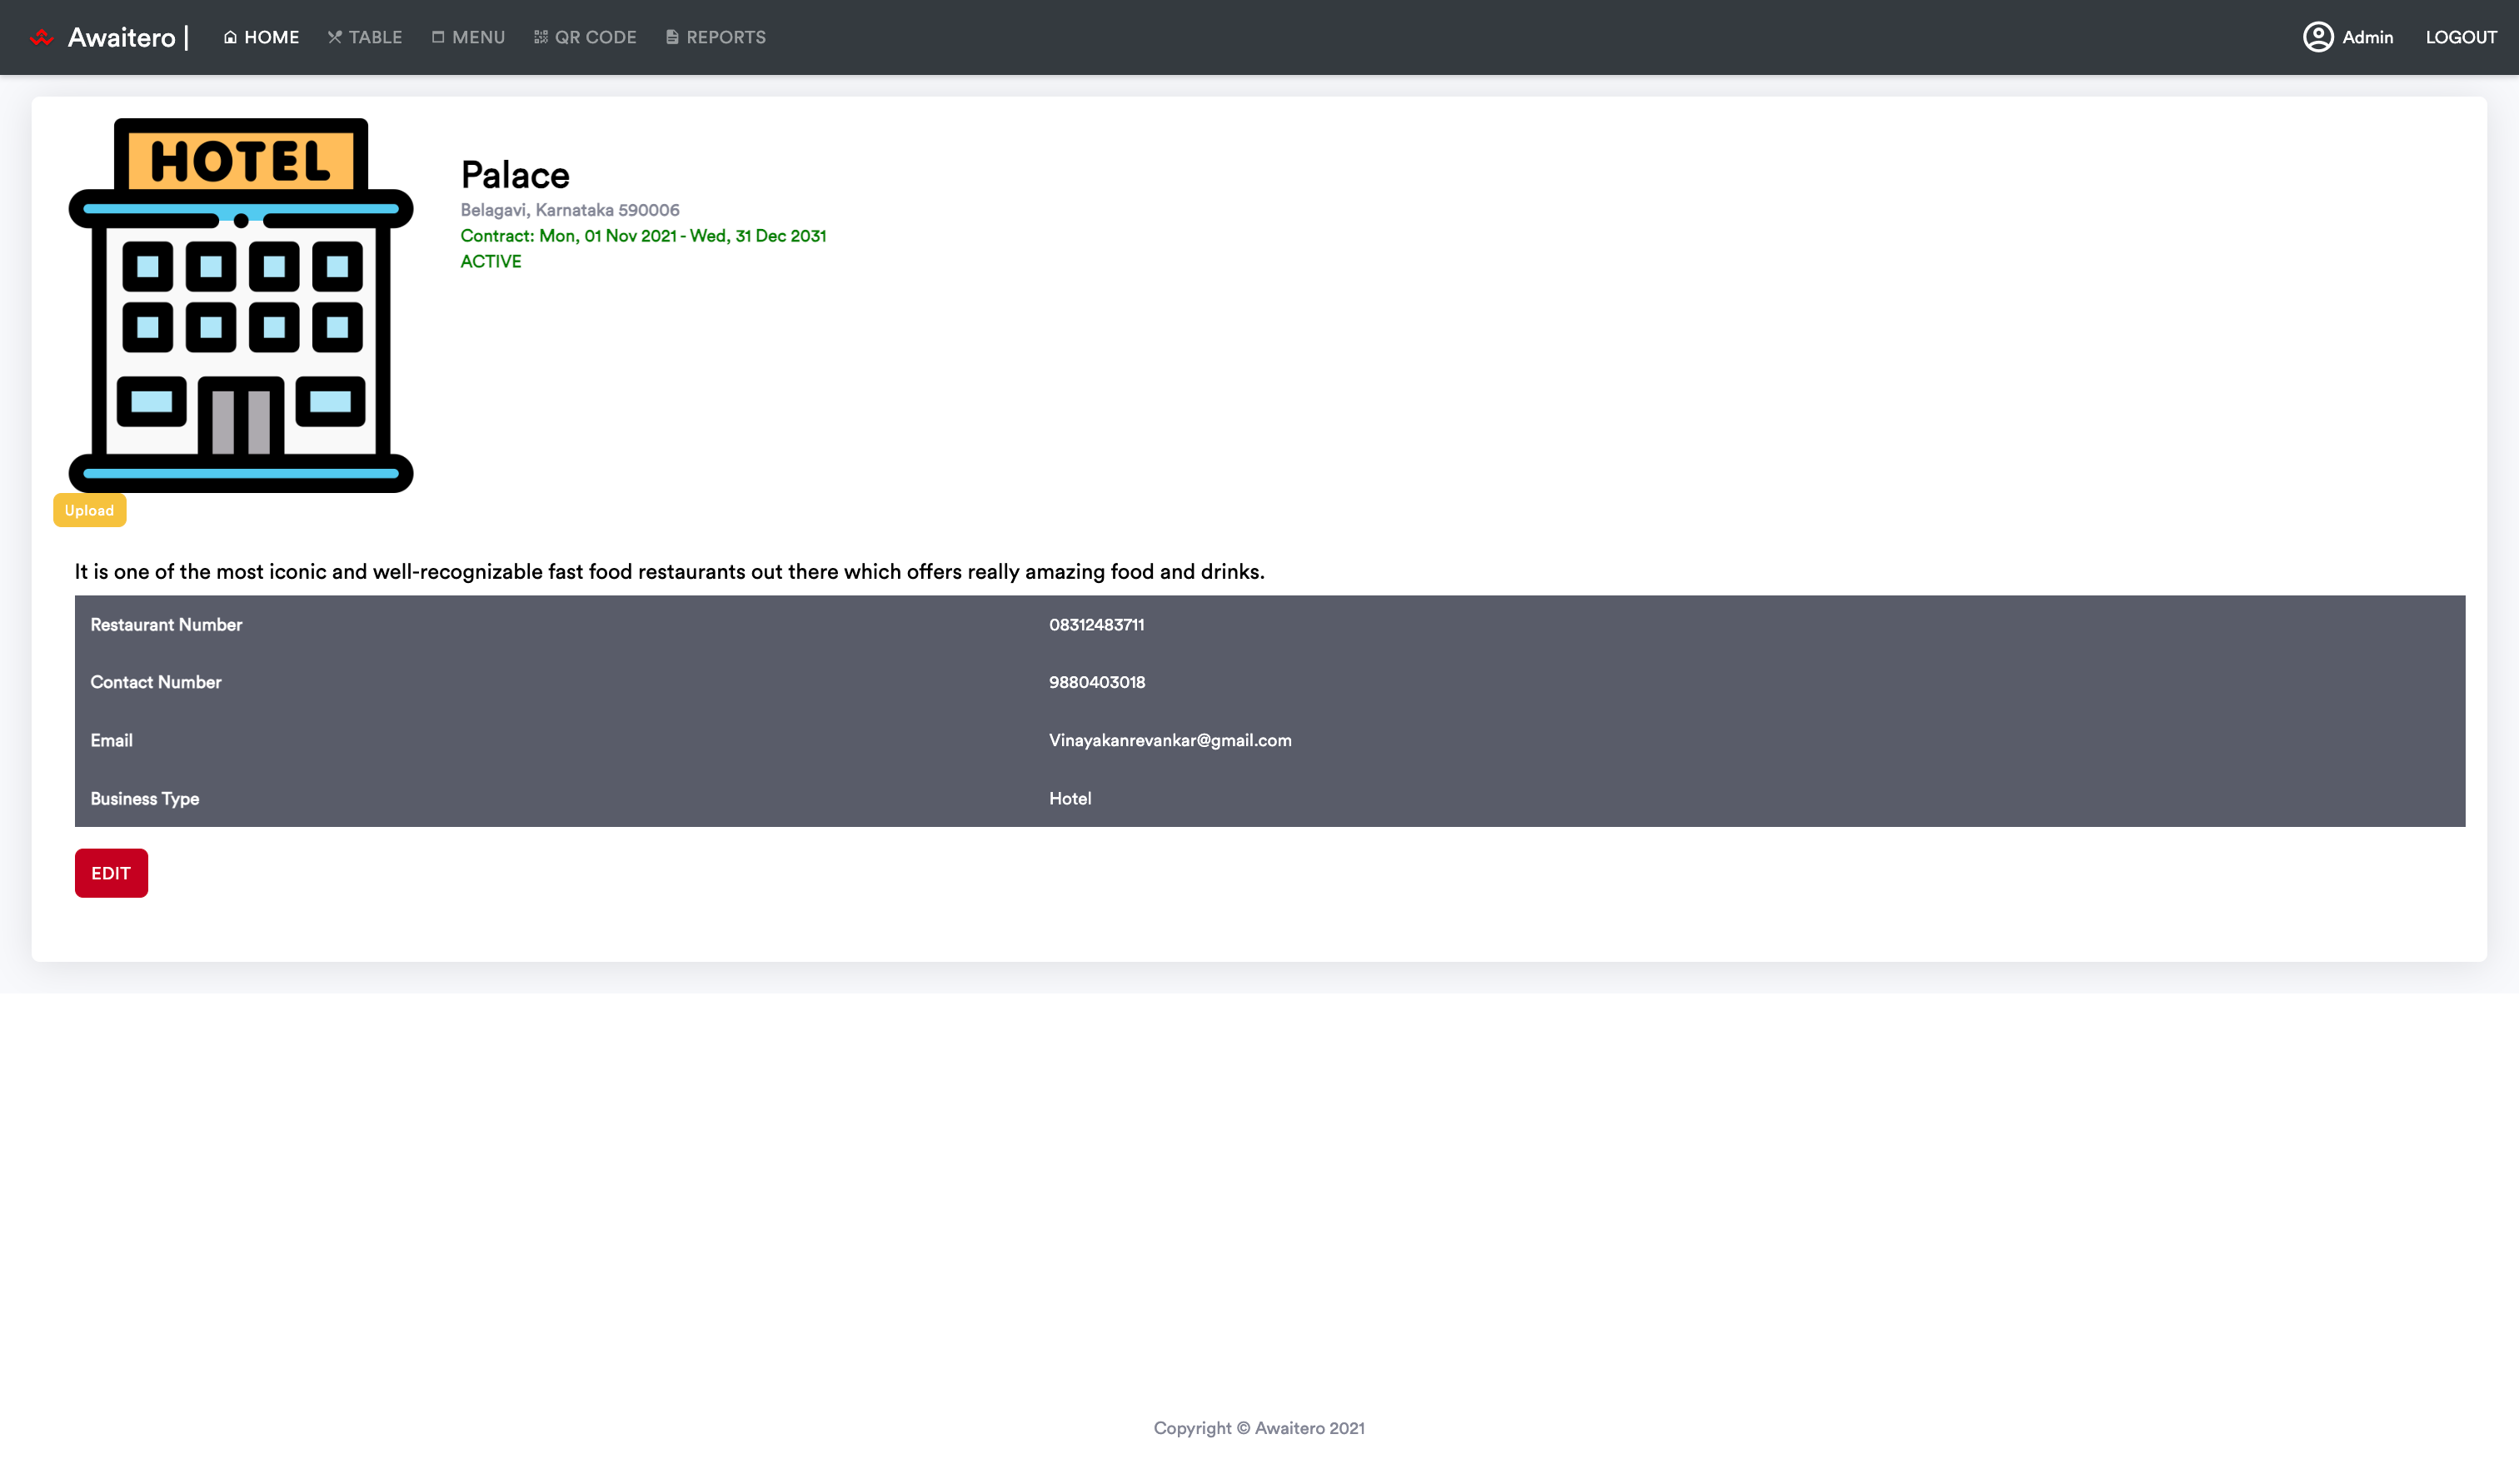 Awaitero | HOME TABLE MENU QR CODE REPORTS Admin LOGOUT
HOTEL
Palace
Belagavi, Karnataka 590006
Contract: Mon, 01 Nov 2021 - Wed, 31 Dec 2031
ACTIVE
Upload
It is one of the most iconic and well-recognizable fast food restaurants out there which offers really amazing food and drinks.
Restaurant Number 08312483711
Contact Number 9880403018
Email Vinayakanrevankar@gmail.com
Business Type Hotel
EDIT
Copyright © Awaitero 2021